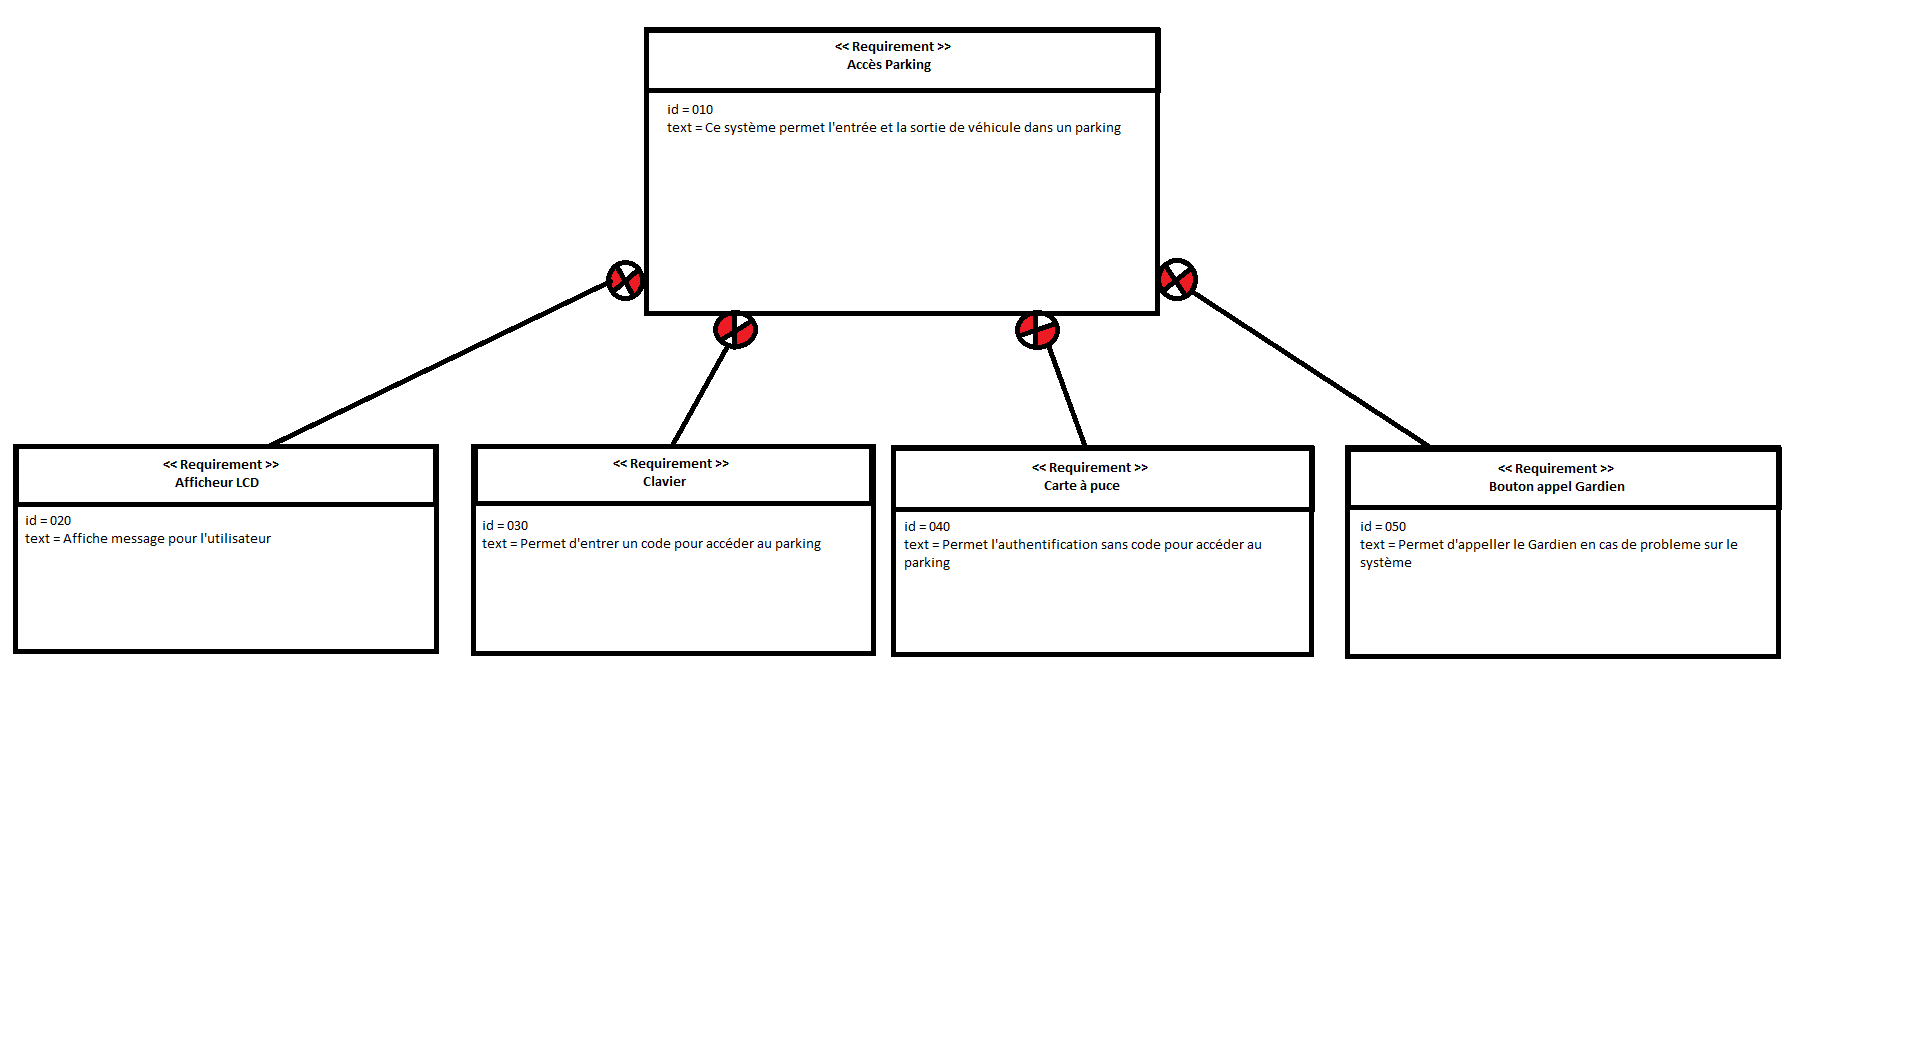 << Requirement >>
Accès Parking
id = 010
text = Ce système permet l'entrée et la sortie de véhicule dans un parking
<< Requirement >>
Afficheur LCD
id = 020
text = Affiche message pour l'utilisateur
<< Requirement >>
Clavier
id = 030
text = Permet d'entrer un code pour accéder au parking
<< Requirement >>
Carte à puce
id = 040
text = Permet l'authentification sans code pour accéder au
parking
<< Requirement >>
Bouton appel Gardien
id = 050
text = Permet d'appeller le Gardien en cas de probleme sur le
système